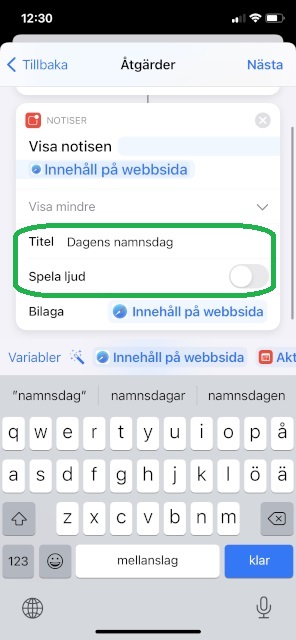 12:30
Tillbaka Åtgärder Nästa
NOTISER
Visa notisen
Innehåll på webbsida
Visa mindre
Titel Dagens namnsdag
Spela ljud
Bilaga Innehåll på webbsida
Variabler Innehåll på webbsida Akt
”namnsdag” namnsdagar namnsdagen
q w e r t y u i o p å
a s d f g h j k l ö ä
z x c v b n m
123 mellanslag klar